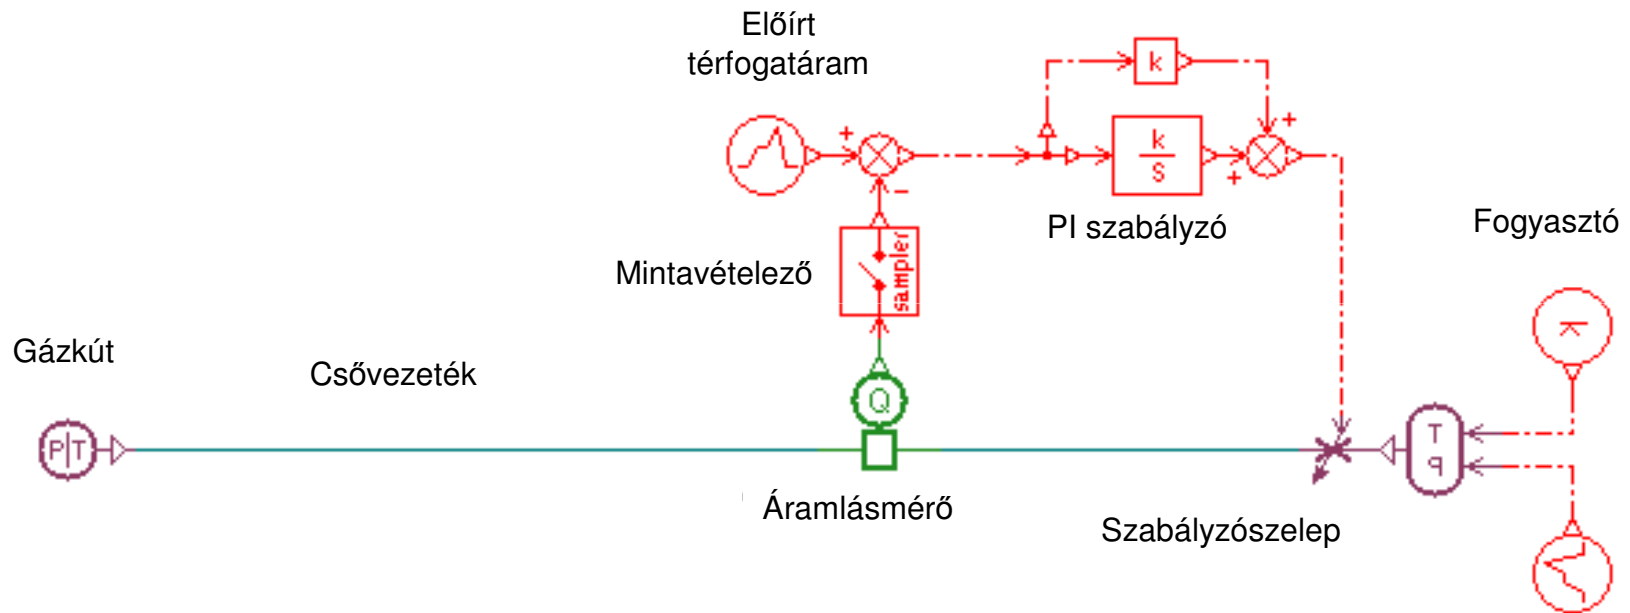 Előírt
térfogatáram
k
+
+
k
S
−
+
PI szabályzó
Fogyasztó
Mintavételező
sampler
K
Gázkút
Csővezeték
Q
P|T
T
q
Áramlásmérő
Szabályzószelep